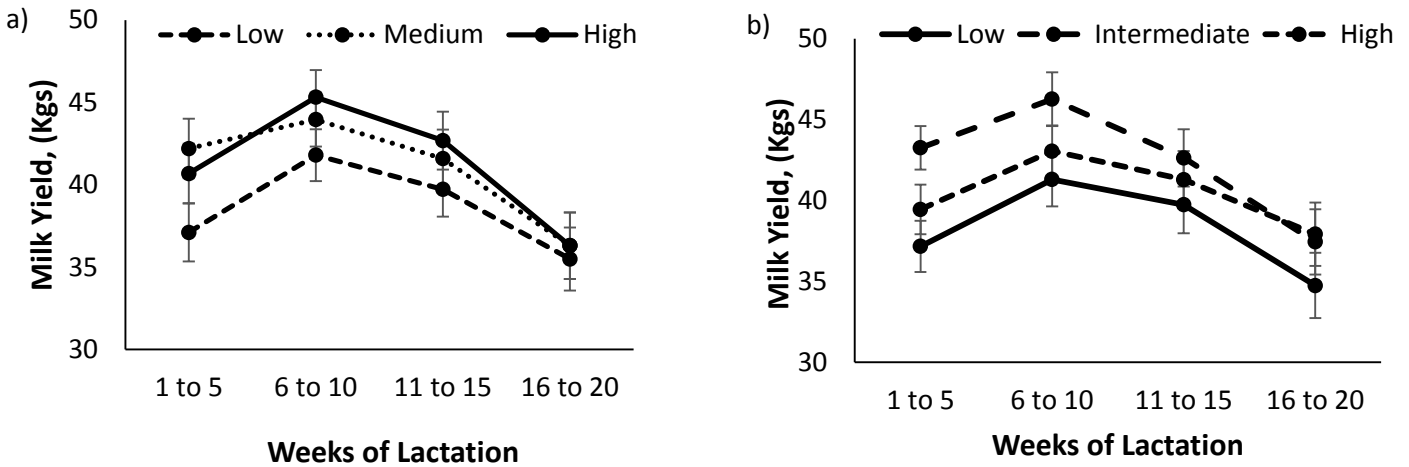 a)
Low Medium High
Milk Yield, (Kgs)
50
45
40
35
30
1 to 5 6 to 10 11 to 15 16 to 20
Weeks of Lactation
b)
Low Intermediate High
Milk Yield, (Kgs)
50
45
40
35
30
1 to 5 6 to 10 11 to 15 16 to 20
Weeks of Lactation